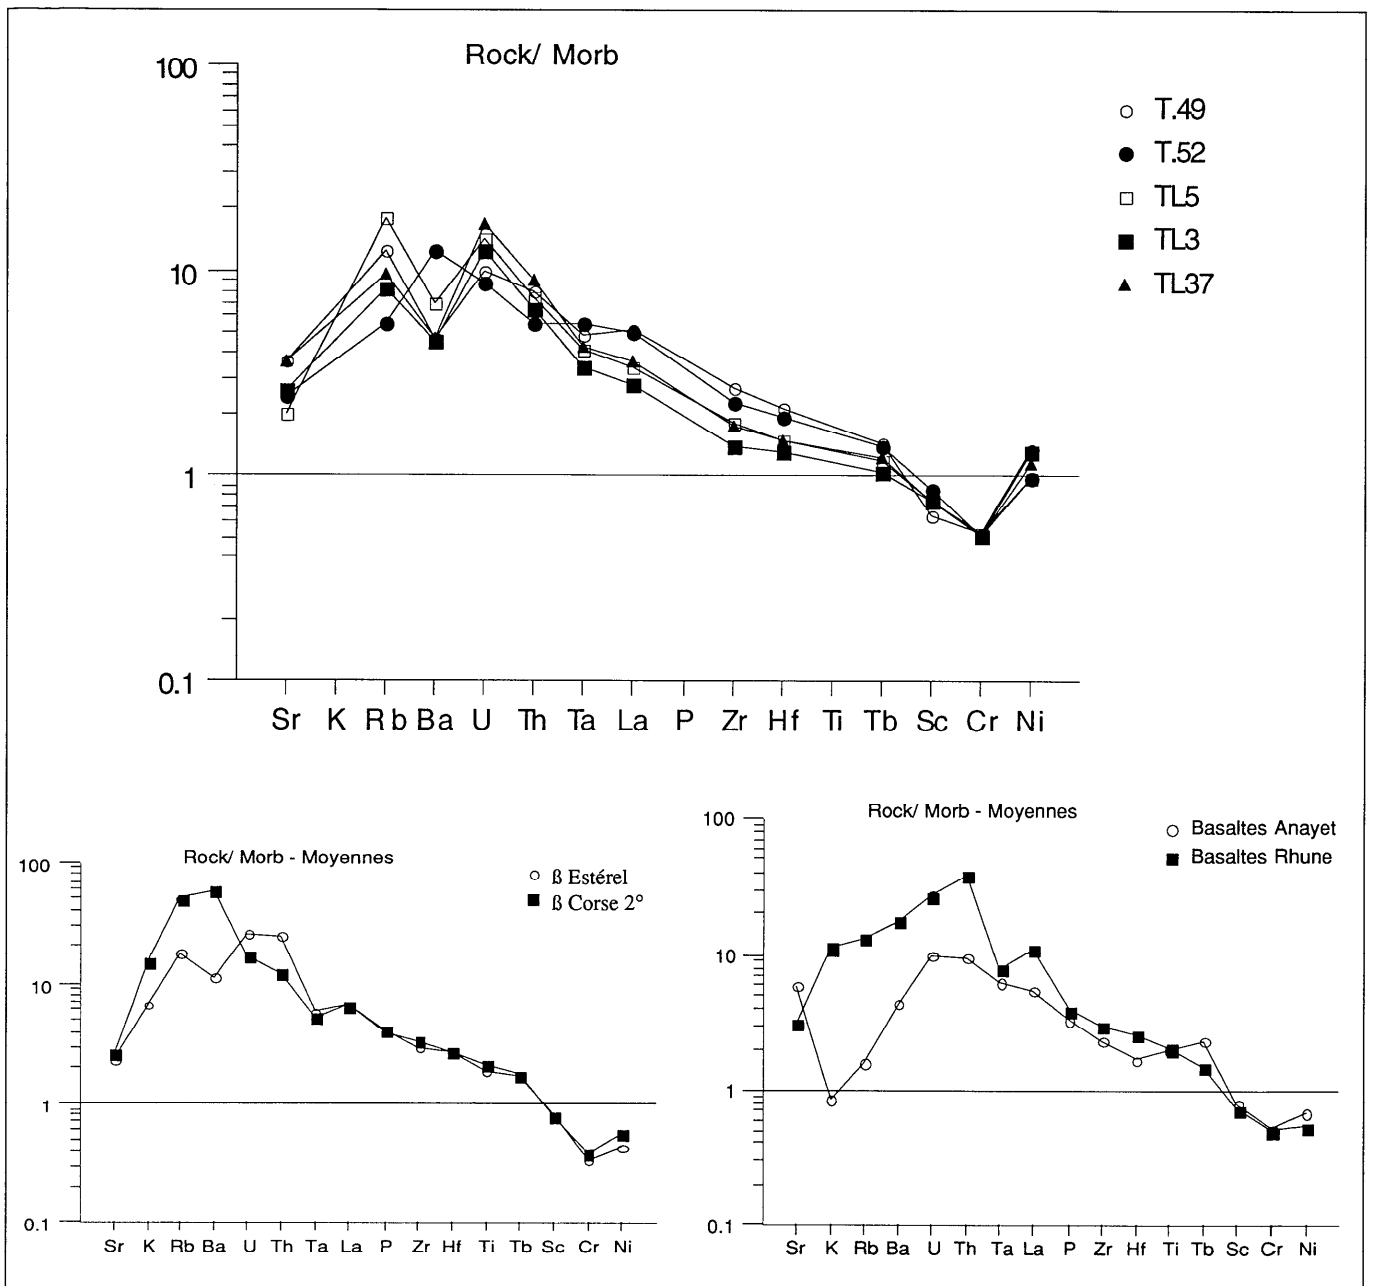 Rock/ Morb
100
10
1
0.1
T.49
T.52
TL5
TL3
TL37
Sr K Rb Ba U Th Ta La P Zr Hf Ti Tb Sc Cr Ni
Rock/ Morb - Moyennes
100
10
1
0.1
ß Estérel
ß Corse 2°
Sr K Rb Ba U Th Ta La P Zr Hf Ti Tb Sc Cr Ni
Rock/ Morb - Moyennes
100
10
1
0.1
Basaltes Anayet
Basaltes Rhune
Sr K Rb Ba U Th Ta La P Zr Hf Ti Tb Sc Cr Ni